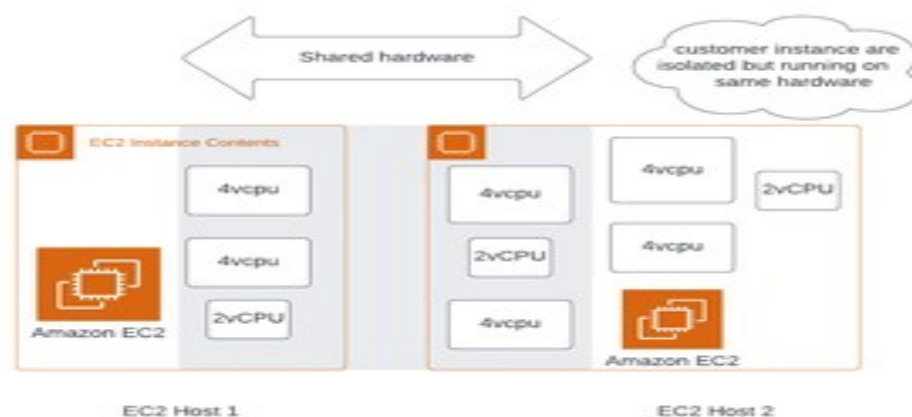 Shared hardware
customer instance are
isolated but running on
same hardware
EC2 Instance Contents
4vcpu
4vcpu
2vCPU
Amazon EC2
4vcpu
2vCPU
4vcpu
4vcpu
2vCPU
4vcpu
Amazon EC2
EC2 Host 1
EC2 Host 2